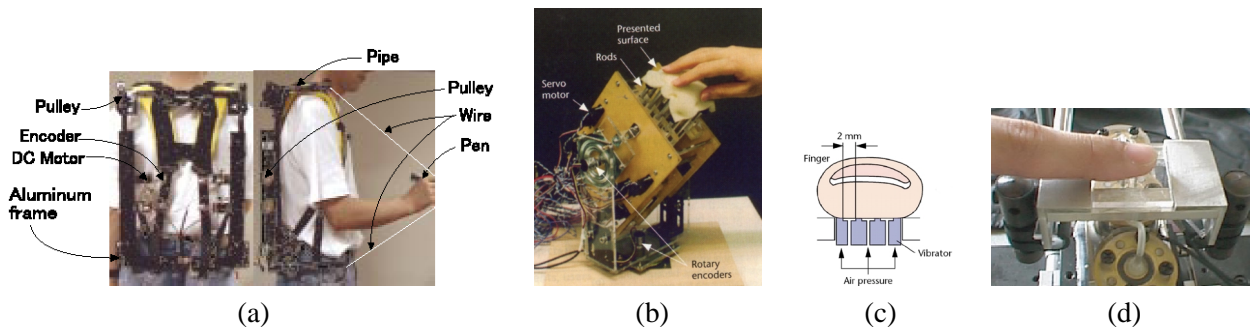 Pipe
Pulley
Pulley
Wire
Encoder
DC Motor
Pen
Aluminum
frame
(a)
Presented
surface
Rods
Servo
motor
Rotary
encoders
(b)
2 mm
Finger
Vibrator
Air pressure
(c)
(d)